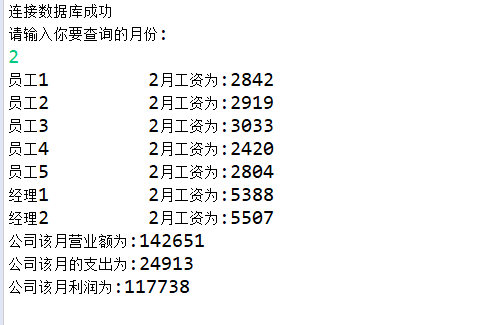 连接数据库成功
请输入你要查询的月份:
2
员工1 2月工资为:2842
员工2 2月工资为:2919
员工3 2月工资为:3033
员工4 2月工资为:2420
员工5 2月工资为:2804
经理1 2月工资为:5388
经理2 2月工资为:5507
公司该月营业额为:142651
公司该月的支出为:24913
公司该月利润为:117738